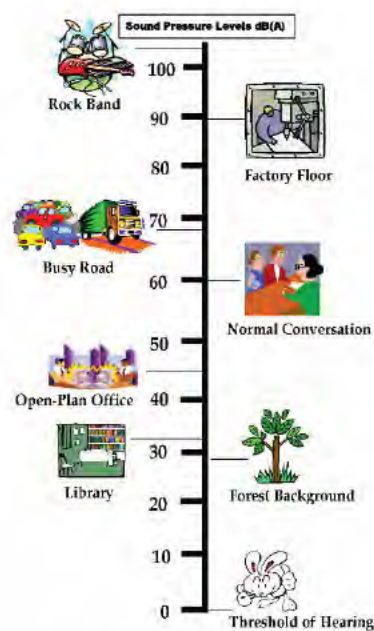 Sound Pressure Levels dB(A)
100
Rock Band
90
Factory Floor
80
70
Busy Road
60
Normal Conversation
50
Open-Plan Office
40
30
Library
Forest Background
20
10
0
Threshold of Hearing